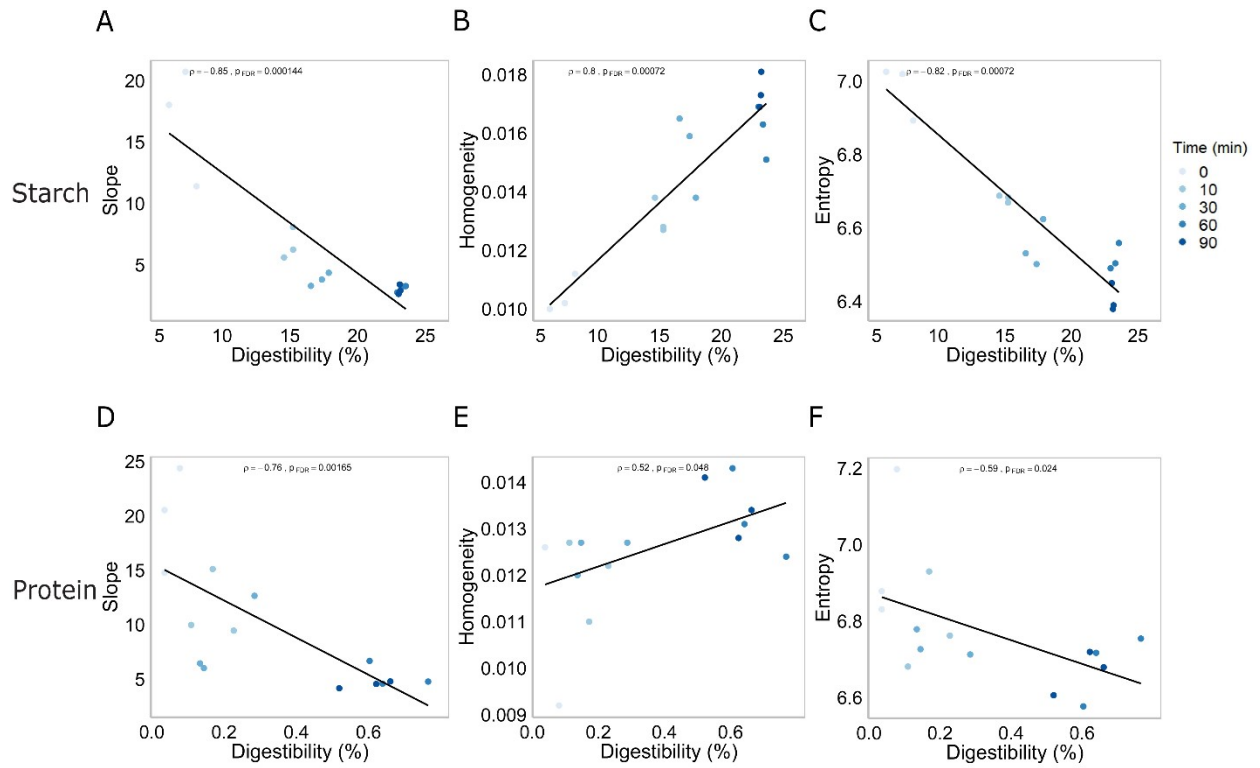 A
B
C
ρ = −0.85 , p FDR = 0.000144
ρ = 0.8 , p FDR = 0.00072
ρ = −0.82 , p FDR = 0.00072
Starch
Slope
20
15
10
5
5 10 15 20 25
Digestibility (%)
Homogeneity
0.018
0.016
0.014
0.012
0.010
5 10 15 20 25
Digestibility (%)
Entropy
7.0
6.8
6.6
6.4
5 10 15 20 25
Digestibility (%)
Time (min)
0
10
30
60
90
D
E
F
ρ = −0.76 , p FDR = 0.00165
ρ = 0.52 , p FDR = 0.048
ρ = −0.59 , p FDR = 0.024
Protein
Slope
25
20
15
10
5
0.0 0.2 0.4 0.6
Digestibility (%)
Homogeneity
0.014
0.013
0.012
0.011
0.010
0.009
0.0 0.2 0.4 0.6
Digestibility (%)
Entropy
7.2
7.0
6.8
6.6
0.0 0.2 0.4 0.6
Digestibility (%)